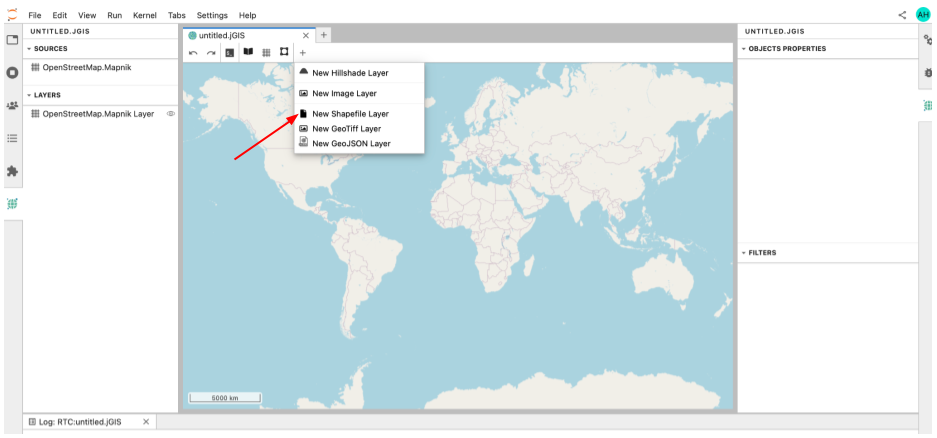 File Edit View Run Kernel Tabs Settings Help
AH
UNTITLED.JGIS
SOURCES
OpenStreetMap.Mapnik
LAYERS
OpenStreetMap.Mapnik Layer
untitled.jGIS
New Hillshade Layer
New Image Layer
New Shapefile Layer
New GeoTiff Layer
New GeoJSON Layer
5000 km
UNTITLED.JGIS
OBJECTS PROPERTIES
FILTERS
Log: RTC:untitled.jGIS